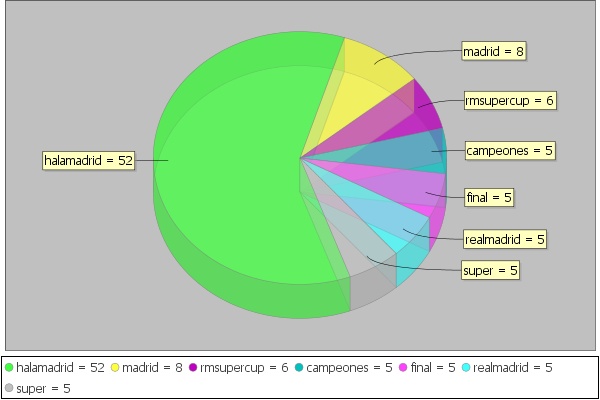 madrid = 8
rmsupercup = 6
halamadrid = 52
campeones = 5
final = 5
realmadrid = 5
super = 5
halamadrid = 52 madrid = 8 rmsupercup = 6 campeones = 5 final = 5 realmadrid = 5
super = 5